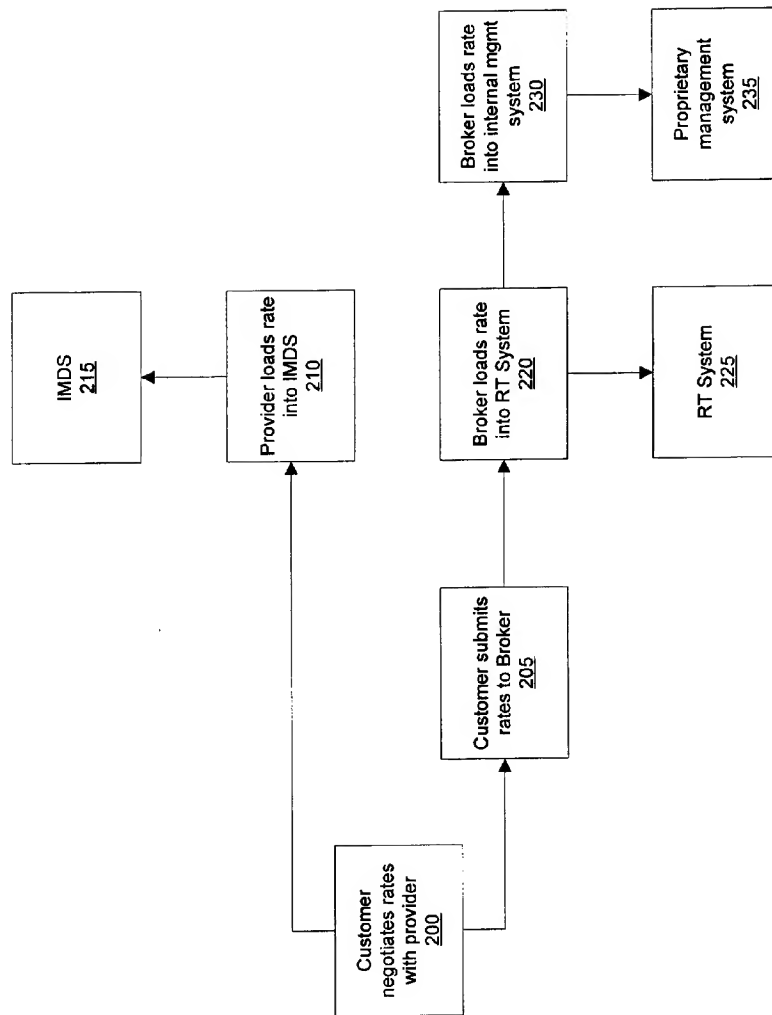 Customer
negotiates rates
with provider
200
Customer submits
rates to Broker
205
Provider loads rate
into IMDS
210
IMDS
215
Broker loads rate
into RT System
220
RT System
225
Broker loads rate
into internal mgmt
system
230
Proprietary
management
system
235